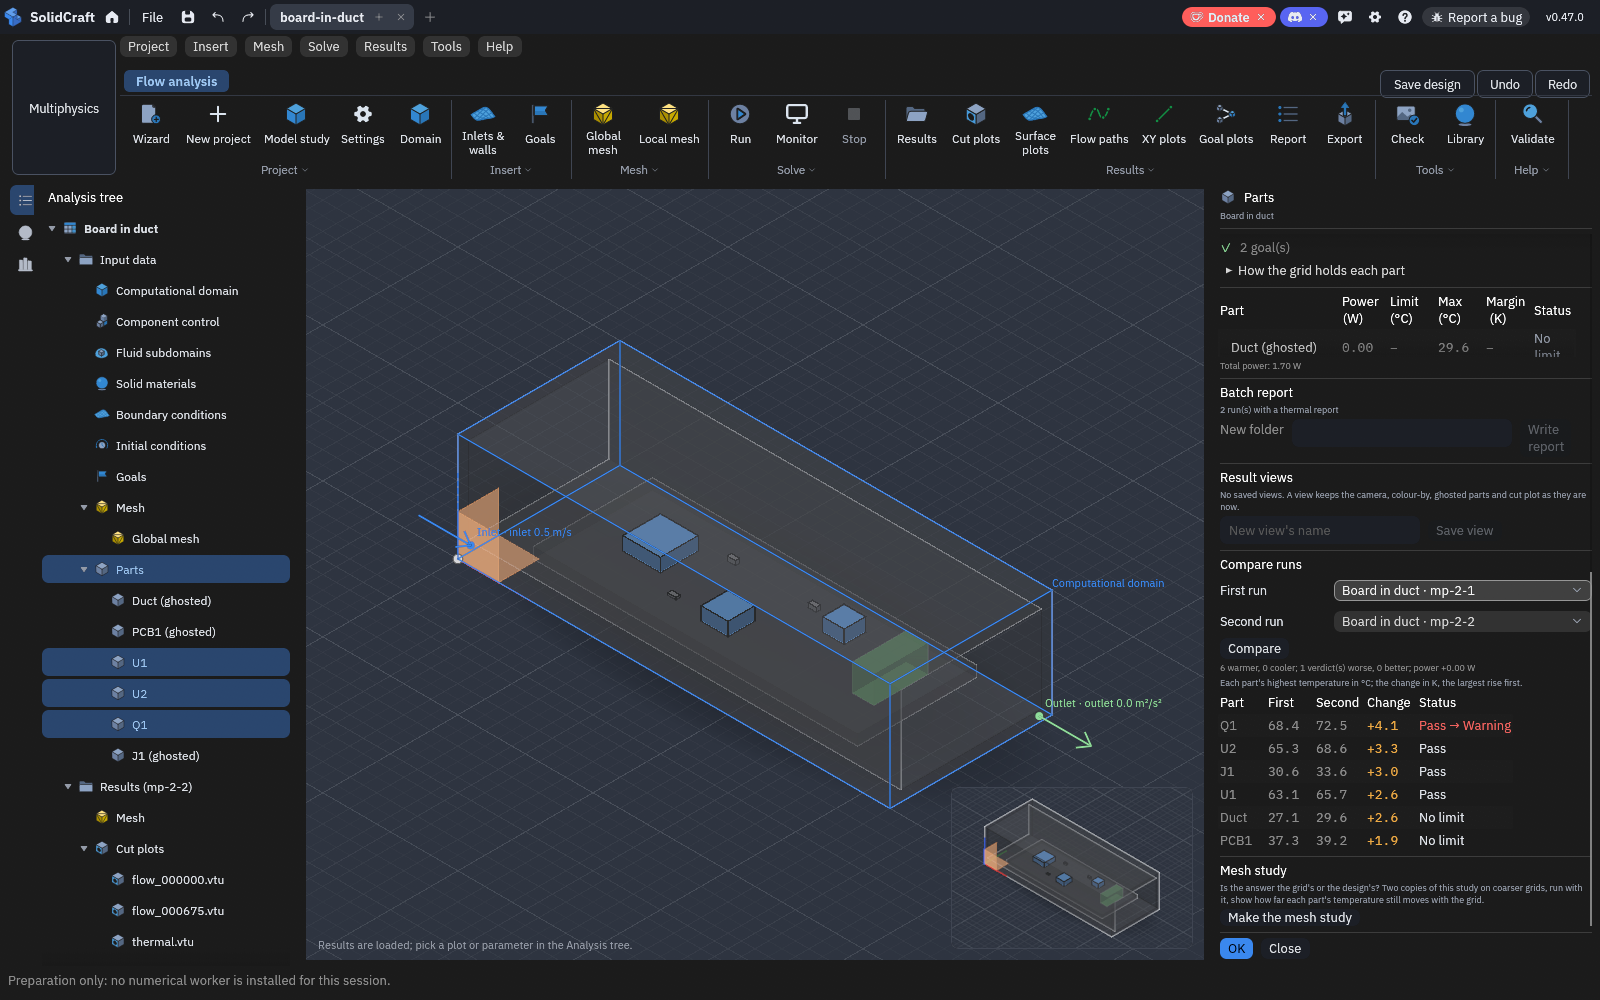 SolidCraft
File
board-in-duct
Donate
Report a bug
v0.47.0
Multiphysics
Project
Insert
Mesh
Solve
Results
Tools
Help
Flow analysis
Save design
Undo
Redo
Wizard
New project
Model study
Settings
Domain
Inlets & walls
Goals
Global mesh
Local mesh
Run
Monitor
Stop
Results
Cut plots
Surface plots
Flow paths
XY plots
Goal plots
Report
Export
Check
Library
Validate
Project
Insert
Mesh
Solve
Results
Tools
Help
Analysis tree
Board in duct
Input data
Computational domain
Component control
Fluid subdomains
Solid materials
Boundary conditions
Initial conditions
Goals
Mesh
Global mesh
Parts
Duct (ghosted)
PCB1 (ghosted)
U1
U2
Q1
J1 (ghosted)
Results (mp-2-2)
Mesh
Cut plots
flow_000000.vtu
flow_000675.vtu
thermal.vtu
Inlet · inlet 0.5 m/s
Computational domain
Outlet · outlet 0.0 m²/s²
Results are loaded; pick a plot or parameter in the Analysis tree.
Parts
Board in duct
2 goal(s)
How the grid holds each part
Part Power (W) Limit (°C) Max (°C) Margin (K) Status
Duct (ghosted) 0.00 – 29.6 – No limit
Total power: 1.70 W
Batch report
2 run(s) with a thermal report
New folder
Write report
Result views
No saved views. A view keeps the camera, colour-by, ghosted parts and cut plot as they are
now.
New view's name
Save view
Compare runs
First run Board in duct · mp-2-1
Second run Board in duct · mp-2-2
Compare
6 warmer, 0 cooler; 1 verdict(s) worse, 0 better; power +0.00 W
Each part's highest temperature in °C; the change in K, the largest rise first.
Part First Second Change Status
Q1 68.4 72.5 +4.1 Pass → Warning
U2 65.3 68.6 +3.3 Pass
J1 30.6 33.6 +3.0 Pass
U1 63.1 65.7 +2.6 Pass
Duct 27.1 29.6 +2.6 No limit
PCB1 37.3 39.2 +1.9 No limit
Mesh study
Is the answer the grid's or the design's? Two copies of this study on coarser grids, run with
it, show how far each part's temperature still moves with the grid.
Make the mesh study
OK
Close
Preparation only: no numerical worker is installed for this session.